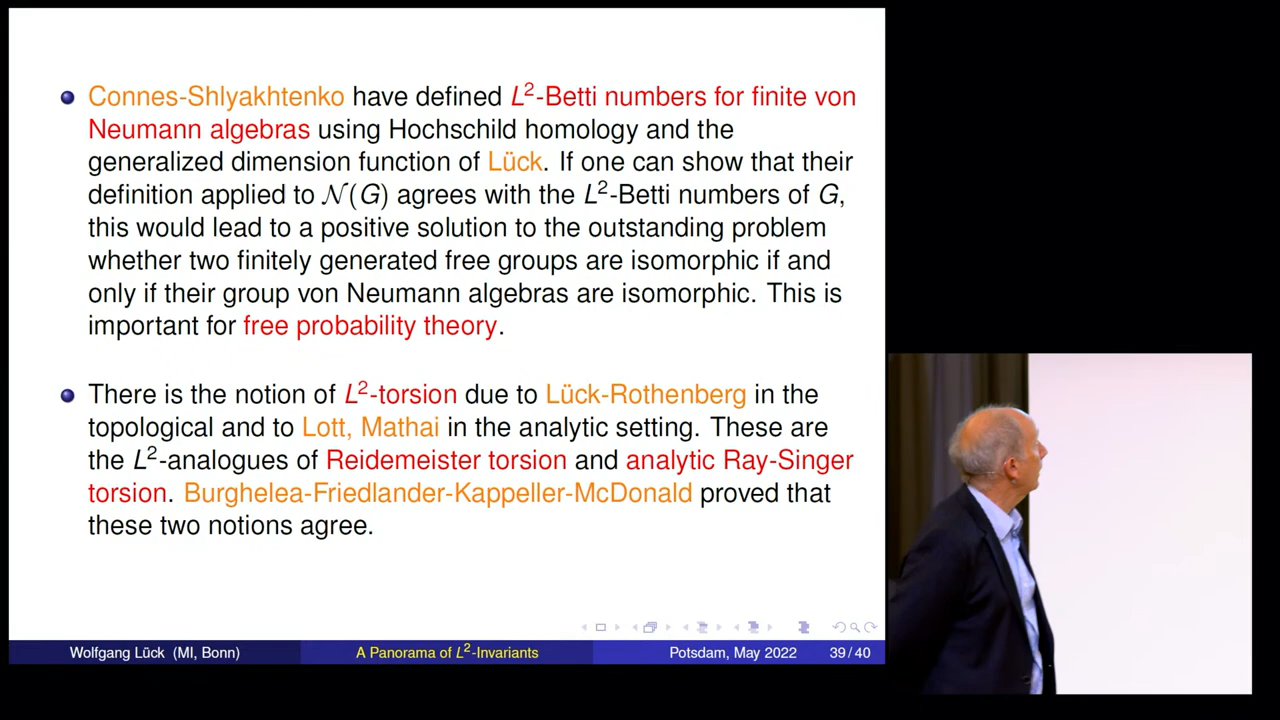 Connes-Shlyakhtenko have defined L²-Betti numbers for finite von
Neumann algebras using Hochschild homology and the
generalized dimension function of Lück. If one can show that their
definition applied to 𝒩(G) agrees with the L²-Betti numbers of G,
this would lead to a positive solution to the outstanding problem
whether two finitely generated free groups are isomorphic if and
only if their group von Neumann algebras are isomorphic. This is
important for free probability theory.
There is the notion of L²-torsion due to Lück-Rothenberg in the
topological and to Lott, Mathai in the analytic setting. These are
the L²-analogues of Reidemeister torsion and analytic Ray-Singer
torsion. Burghelea-Friedlander-Kappeller-McDonald proved that
these two notions agree.
Wolfgang Lück (MI, Bonn) A Panorama of L²-Invariants Potsdam, May 2022 39 / 40